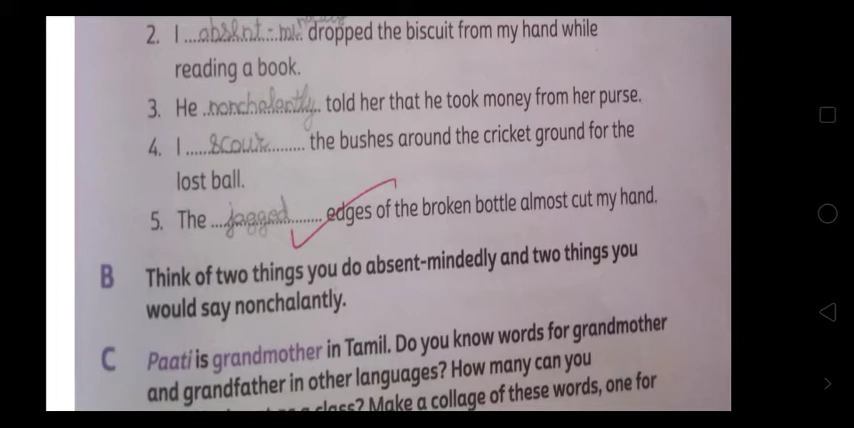 2. I ...absent-mi... dropped the biscuit from my hand while
reading a book.
3. He ..nonchalently.. told her that he took money from her purse.
4. I .....scour......... the bushes around the cricket ground for the
lost ball.
5. The ...jagged......... edges of the broken bottle almost cut my hand.
B Think of two things you do absent-mindedly and two things you
would say nonchalantly.
C Paati is grandmother in Tamil. Do you know words for grandmother
and grandfather in other languages? How many can you
class? Make a collage of these words, one for